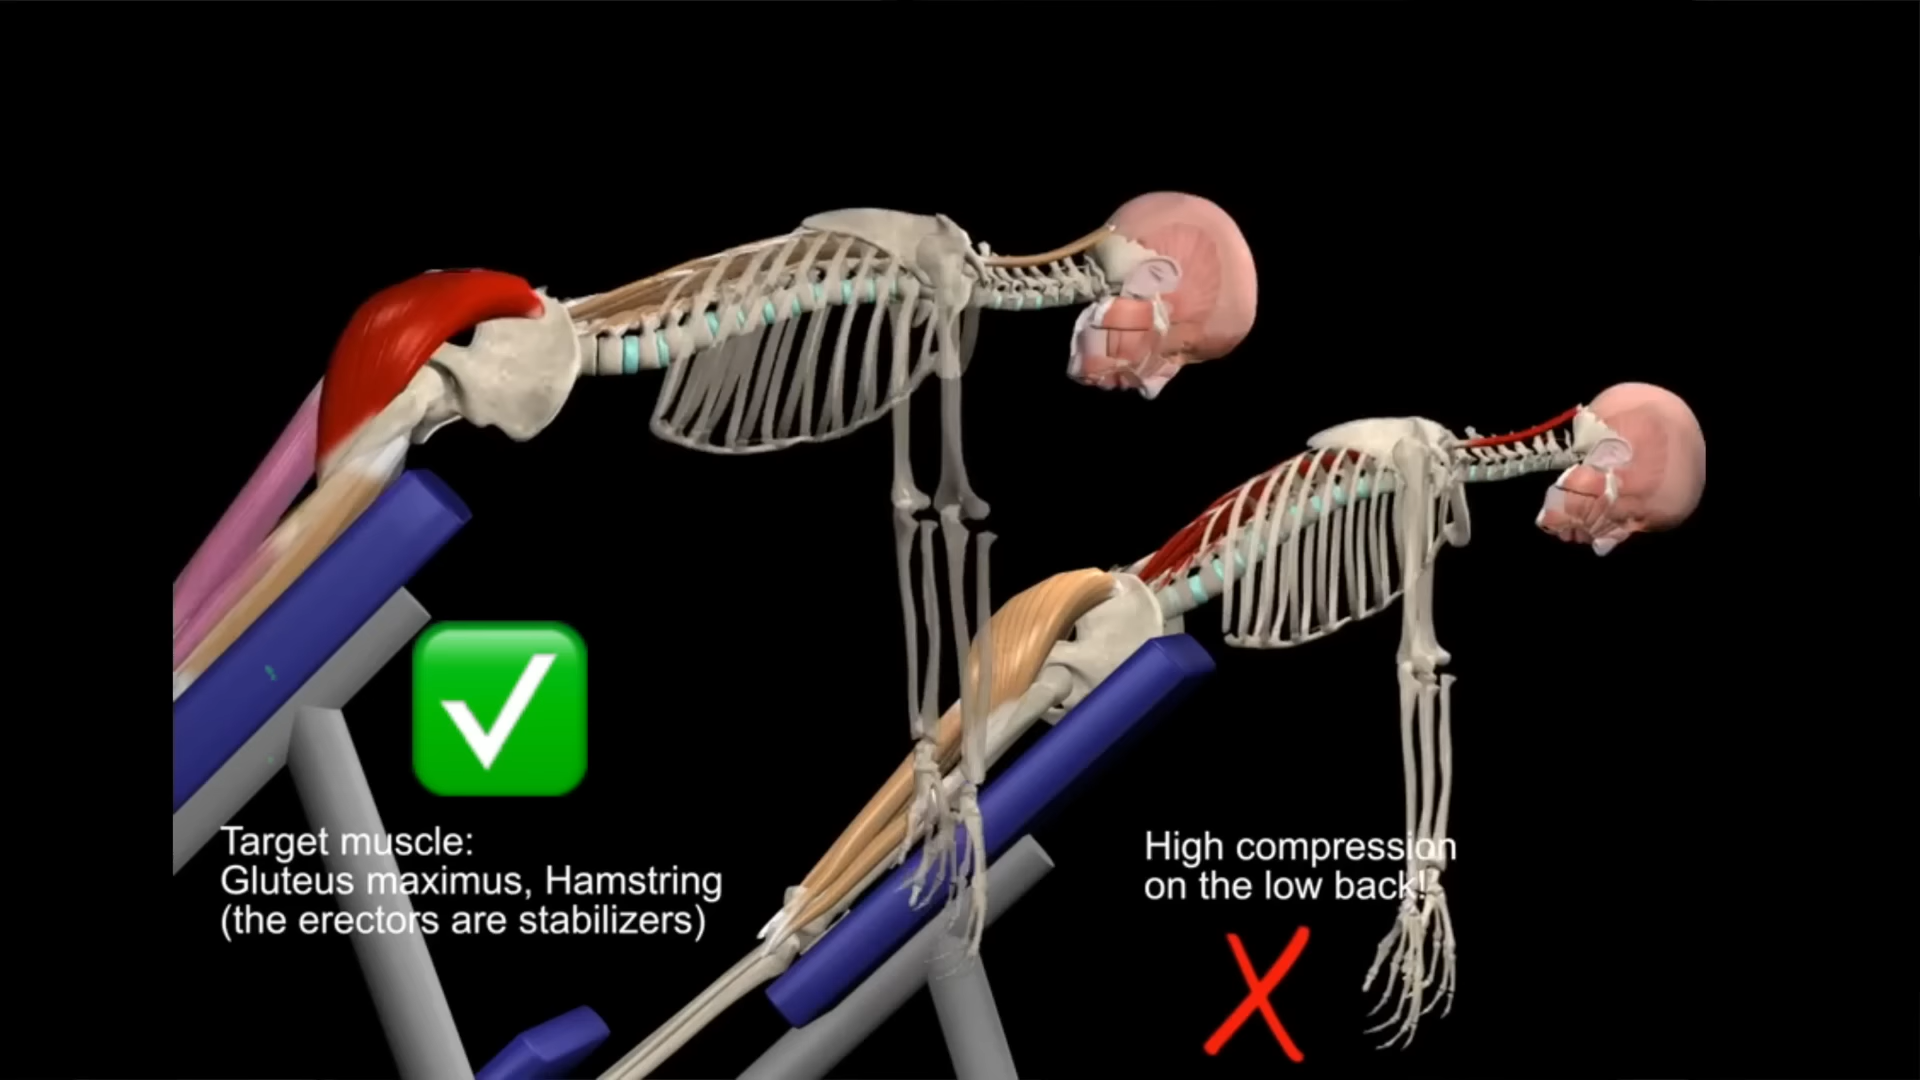 Target muscle:
Gluteus maximus, Hamstring
(the erectors are stabilizers)
High compression
on the low back!